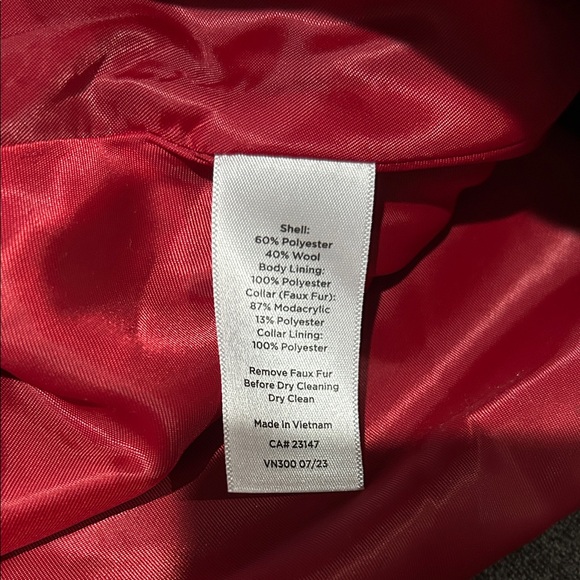 Shell:
60% Polyester
40% Wool
Body Lining:
100% Polyester
Collar (Faux Fur):
87% Modacrylic
13% Polyester
Collar Lining:
100% Polyester
Remove Faux Fur
Before Dry Cleaning
Dry Clean
Made in Vietnam
CA# 23147
VN300 07/23